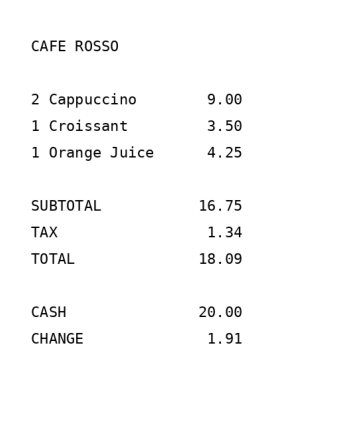 CAFE ROSSO
2 Cappuccino 9.00
1 Croissant 3.50
1 Orange Juice 4.25
SUBTOTAL 16.75
TAX 1.34
TOTAL 18.09
CASH 20.00
CHANGE 1.91